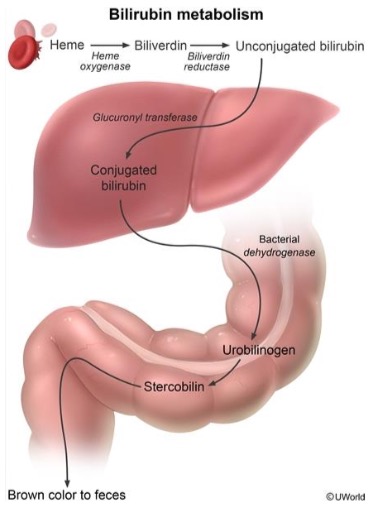 Bilirubin metabolism
Heme
Heme
oxygenase
Biliverdin
Biliverdin
reductase
Unconjugated bilirubin
Glucuronyl transferase
Conjugated
bilirubin
Bacterial
dehydrogenase
Urobilinogen
Stercobilin
Brown color to feces
©UWorld